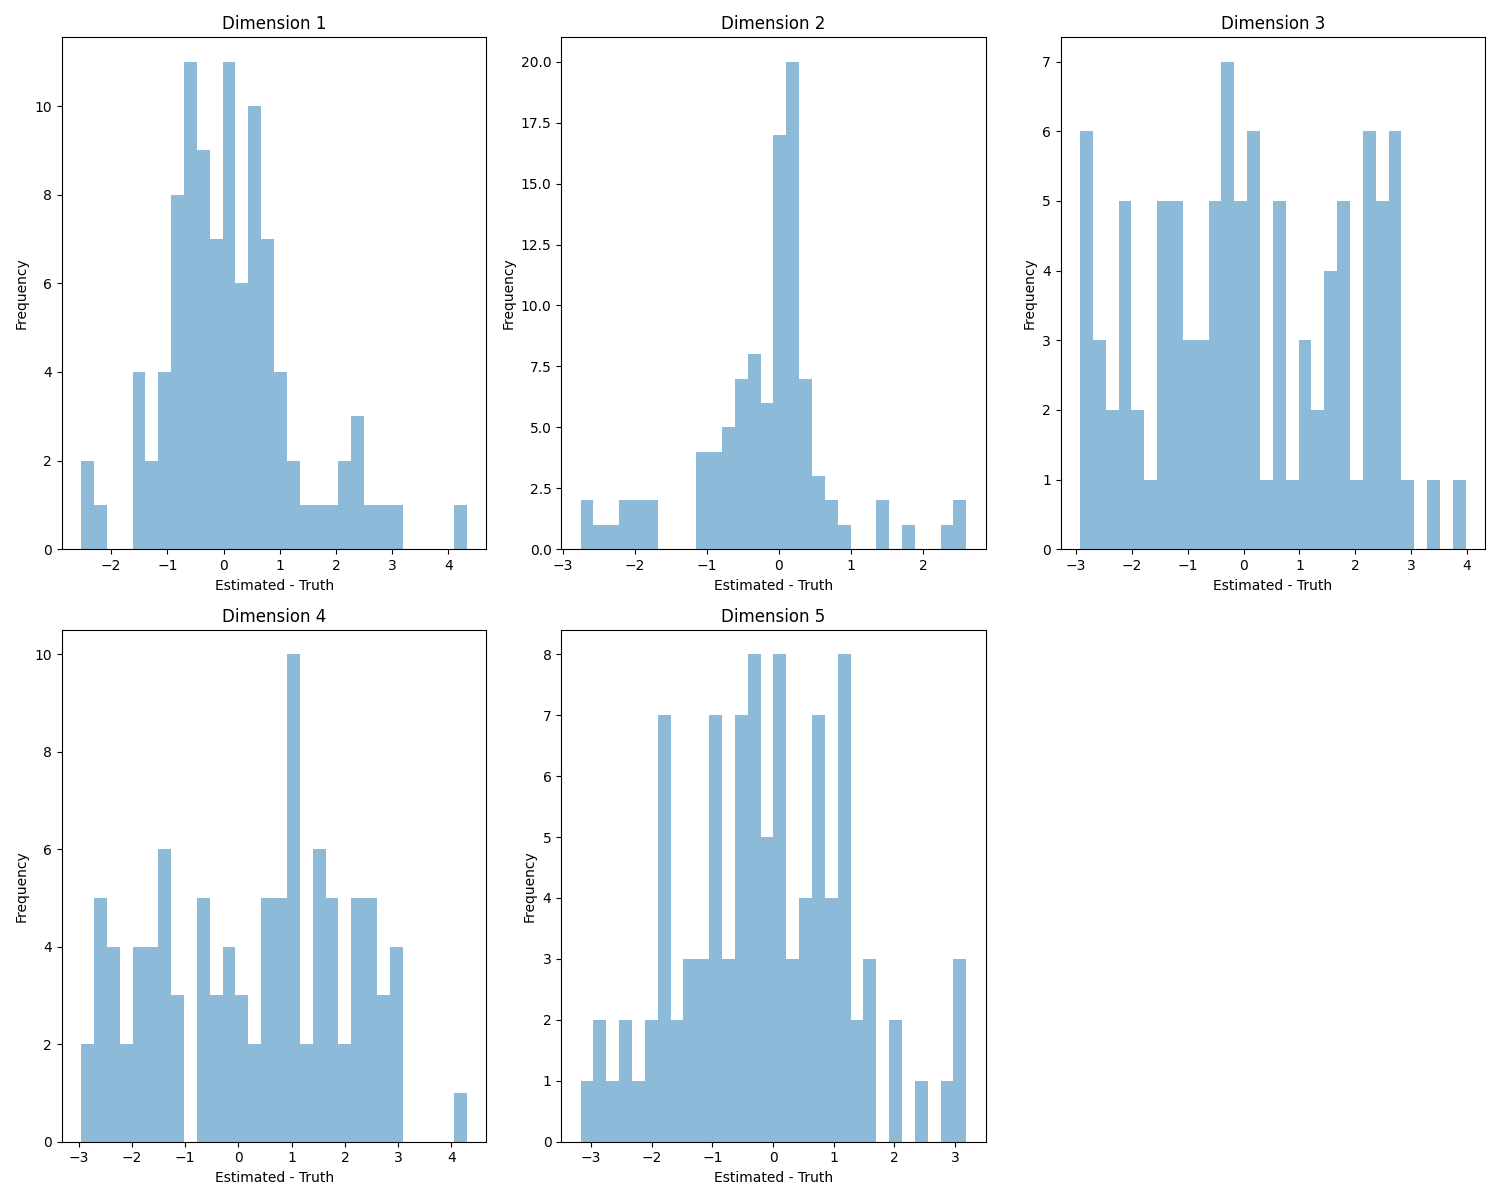 Dimension 1
Frequency
10
8
6
4
2
0
−2 −1 0 1 2 3 4
Estimated - Truth
Dimension 2
Frequency
20.0
17.5
15.0
12.5
10.0
7.5
5.0
2.5
0.0
−3 −2 −1 0 1 2
Estimated - Truth
Dimension 3
Frequency
7
6
5
4
3
2
1
0
−3 −2 −1 0 1 2 3 4
Estimated - Truth
Dimension 4
Frequency
10
8
6
4
2
0
−3 −2 −1 0 1 2 3 4
Estimated - Truth
Dimension 5
Frequency
8
7
6
5
4
3
2
1
0
−3 −2 −1 0 1 2 3
Estimated - Truth